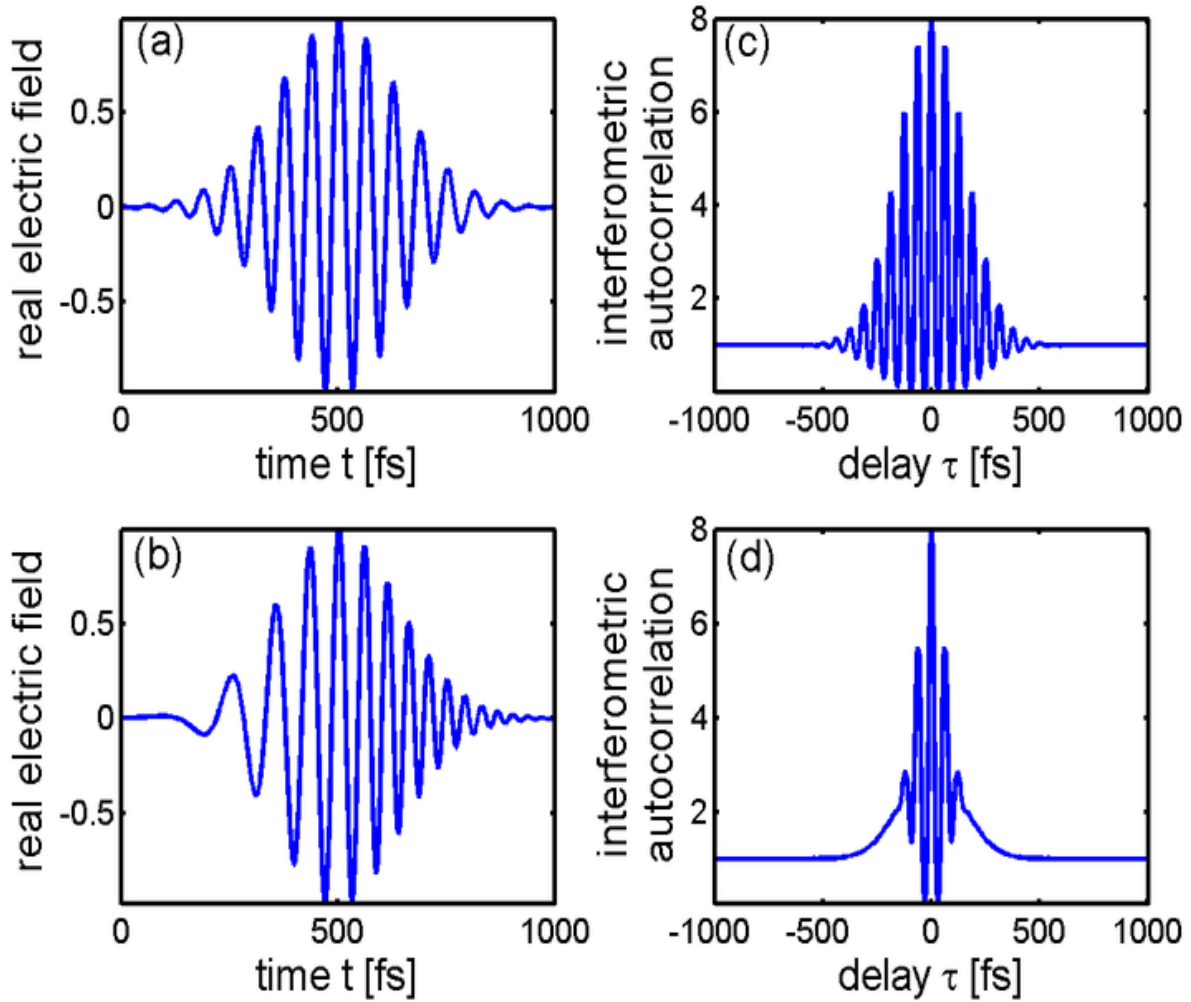 (a)
real electric field
0.5
0
-0.5
0 500 1000
time t [fs]
(c)
interferometric
autocorrelation
8
6
4
2
-1000 -500 0 500 1000
delay τ [fs]
(b)
real electric field
0.5
0
-0.5
0 500 1000
time t [fs]
(d)
interferometric
autocorrelation
8
6
4
2
-1000 -500 0 500 1000
delay τ [fs]